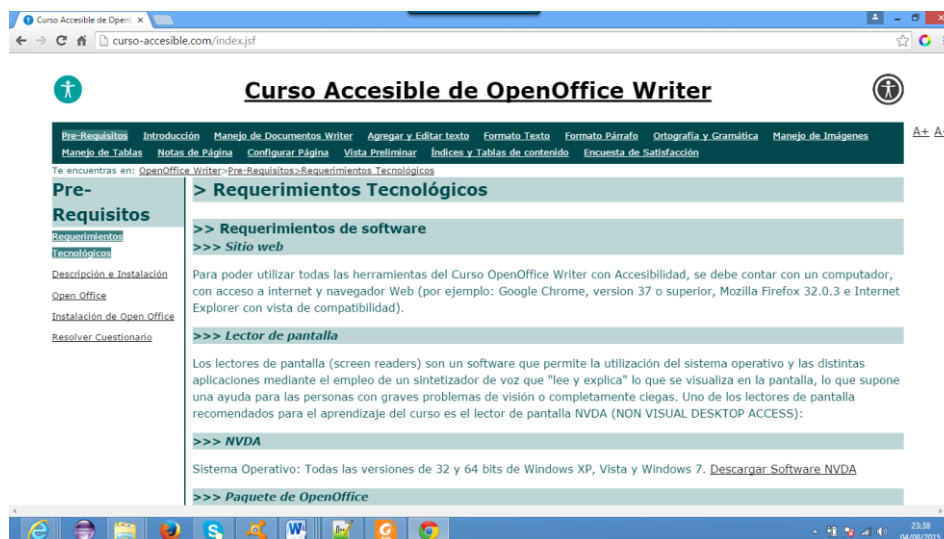 Curso Accesible de OpenO
curso-accesible.com/index.jsf
Curso Accesible de OpenOffice Writer
A+ A-
Pre-Requisitos Introducción Manejo de Documentos Writer Agregar y Editar texto Formato Texto Formato Párrafo Ortografía y Gramática Manejo de Imágenes
Manejo de Tablas Notas de Página Configurar Página Vista Preliminar Índices y Tablas de contenido Encuesta de Satisfacción
Te encuentras en: OpenOffice Writer>Pre-Requisitos>Requerimientos Tecnológicos
Pre-
Requisitos
Requerimientos
Tecnológicos
Descripción e Instalación
Open Office
Instalación de Open Office
Resolver Cuestionario
> Requerimientos Tecnológicos
>> Requerimientos de software
>>> Sitio web
Para poder utilizar todas las herramientas del Curso OpenOffice Writer con Accesibilidad, se debe contar con un computador,
con acceso a internet y navegador Web (por ejemplo: Google Chrome, version 37 o superior, Mozilla Firefox 32.0.3 e Internet
Explorer con vista de compatibilidad).
>>> Lector de pantalla
Los lectores de pantalla (screen readers) son un software que permite la utilización del sistema operativo y las distintas
aplicaciones mediante el empleo de un sintetizador de voz que "lee y explica" lo que se visualiza en la pantalla, lo que supone
una ayuda para las personas con graves problemas de visión o completamente ciegas. Uno de los lectores de pantalla
recomendados para el aprendizaje del curso es el lector de pantalla NVDA (NON VISUAL DESKTOP ACCESS):
>>> NVDA
Sistema Operativo: Todas las versiones de 32 y 64 bits de Windows XP, Vista y Windows 7. Descargar Software NVDA
>>> Paquete de OpenOffice
23:38
04/08/2015